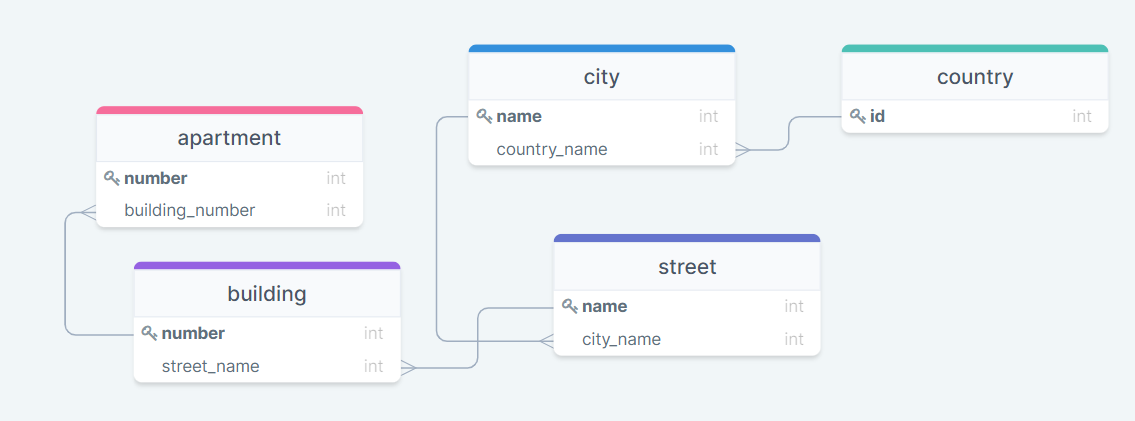 city
name int
country_name int
country
id int
apartment
number int
building_number int
building
number int
street_name int
street
name int
city_name int